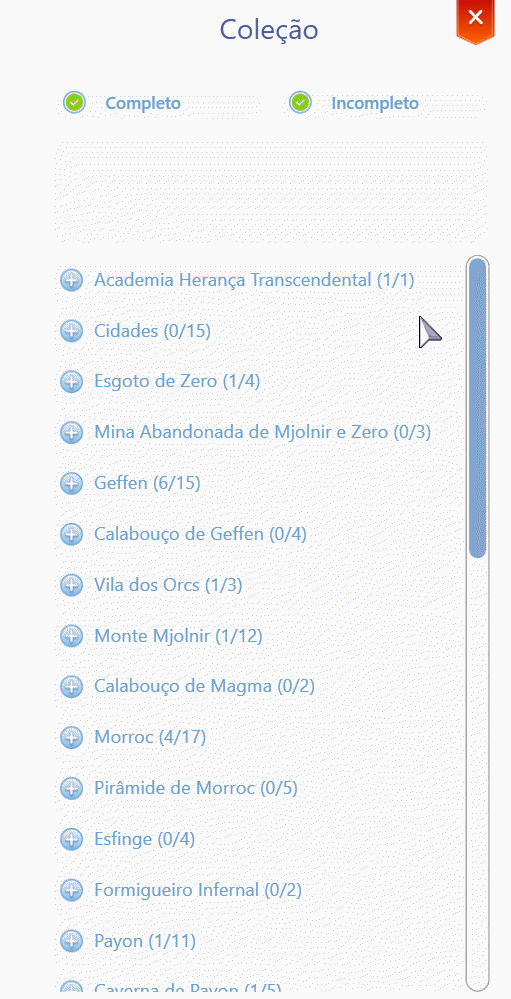 Coleção
Completo
Incompleto
Academia Herança Transcendental (1/1)
Cidades (0/15)
Esgoto de Zero (1/4)
Mina Abandonada de Mjolnir e Zero (0/3)
Geffen (6/15)
Calabouço de Geffen (0/4)
Vila dos Orcs (1/3)
Monte Mjolnir (1/12)
Calabouço de Magma (0/2)
Morroc (4/17)
Pirâmide de Morroc (0/5)
Esfinge (0/4)
Formigueiro Infernal (0/2)
Payon (1/11)
Caverna de Payon (1/5)